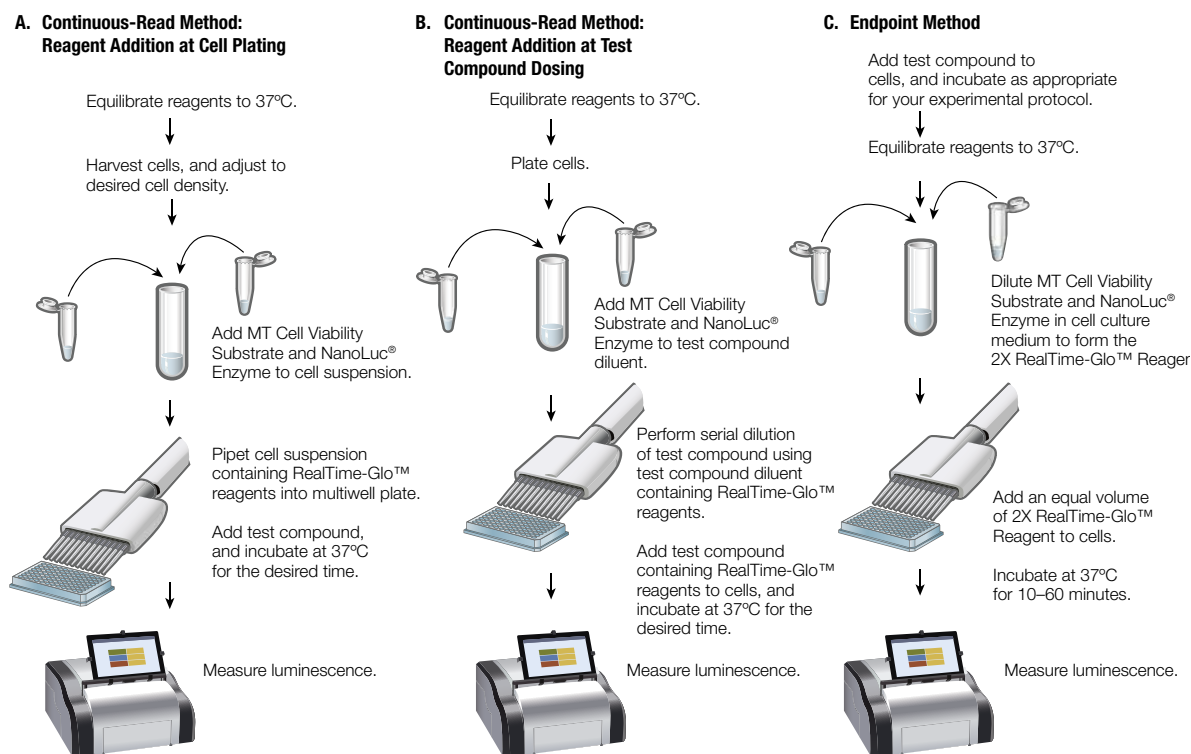 A. Continuous-Read Method:
Reagent Addition at Cell Plating
Equilibrate reagents to 37ºC.
Harvest cells, and adjust to
desired cell density.
Add MT Cell Viability
Substrate and NanoLuc®
Enzyme to cell suspension.
Pipet cell suspension
containing RealTime-Glo™
reagents into multiwell plate.
Add test compound,
and incubate at 37ºC
for the desired time.
Measure luminescence.
B. Continuous-Read Method:
Reagent Addition at Test
Compound Dosing
Equilibrate reagents to 37ºC.
Plate cells.
Add MT Cell Viability
Substrate and NanoLuc®
Enzyme to test compound
diluent.
Perform serial dilution
of test compound using
test compound diluent
containing RealTime-Glo™
reagents.
Add test compound
containing RealTime-Glo™
reagents to cells, and
incubate at 37ºC for the
desired time.
Measure luminescence.
C. Endpoint Method
Add test compound to
cells, and incubate as appropriate
for your experimental protocol.
Equilibrate reagents to 37ºC.
Dilute MT Cell Viability
Substrate and NanoLuc®
Enzyme in cell culture
medium to form the
2X RealTime-Glo™ Reager
Add an equal volume
of 2X RealTime-Glo™
Reagent to cells.
Incubate at 37ºC
for 10–60 minutes.
Measure luminescence.